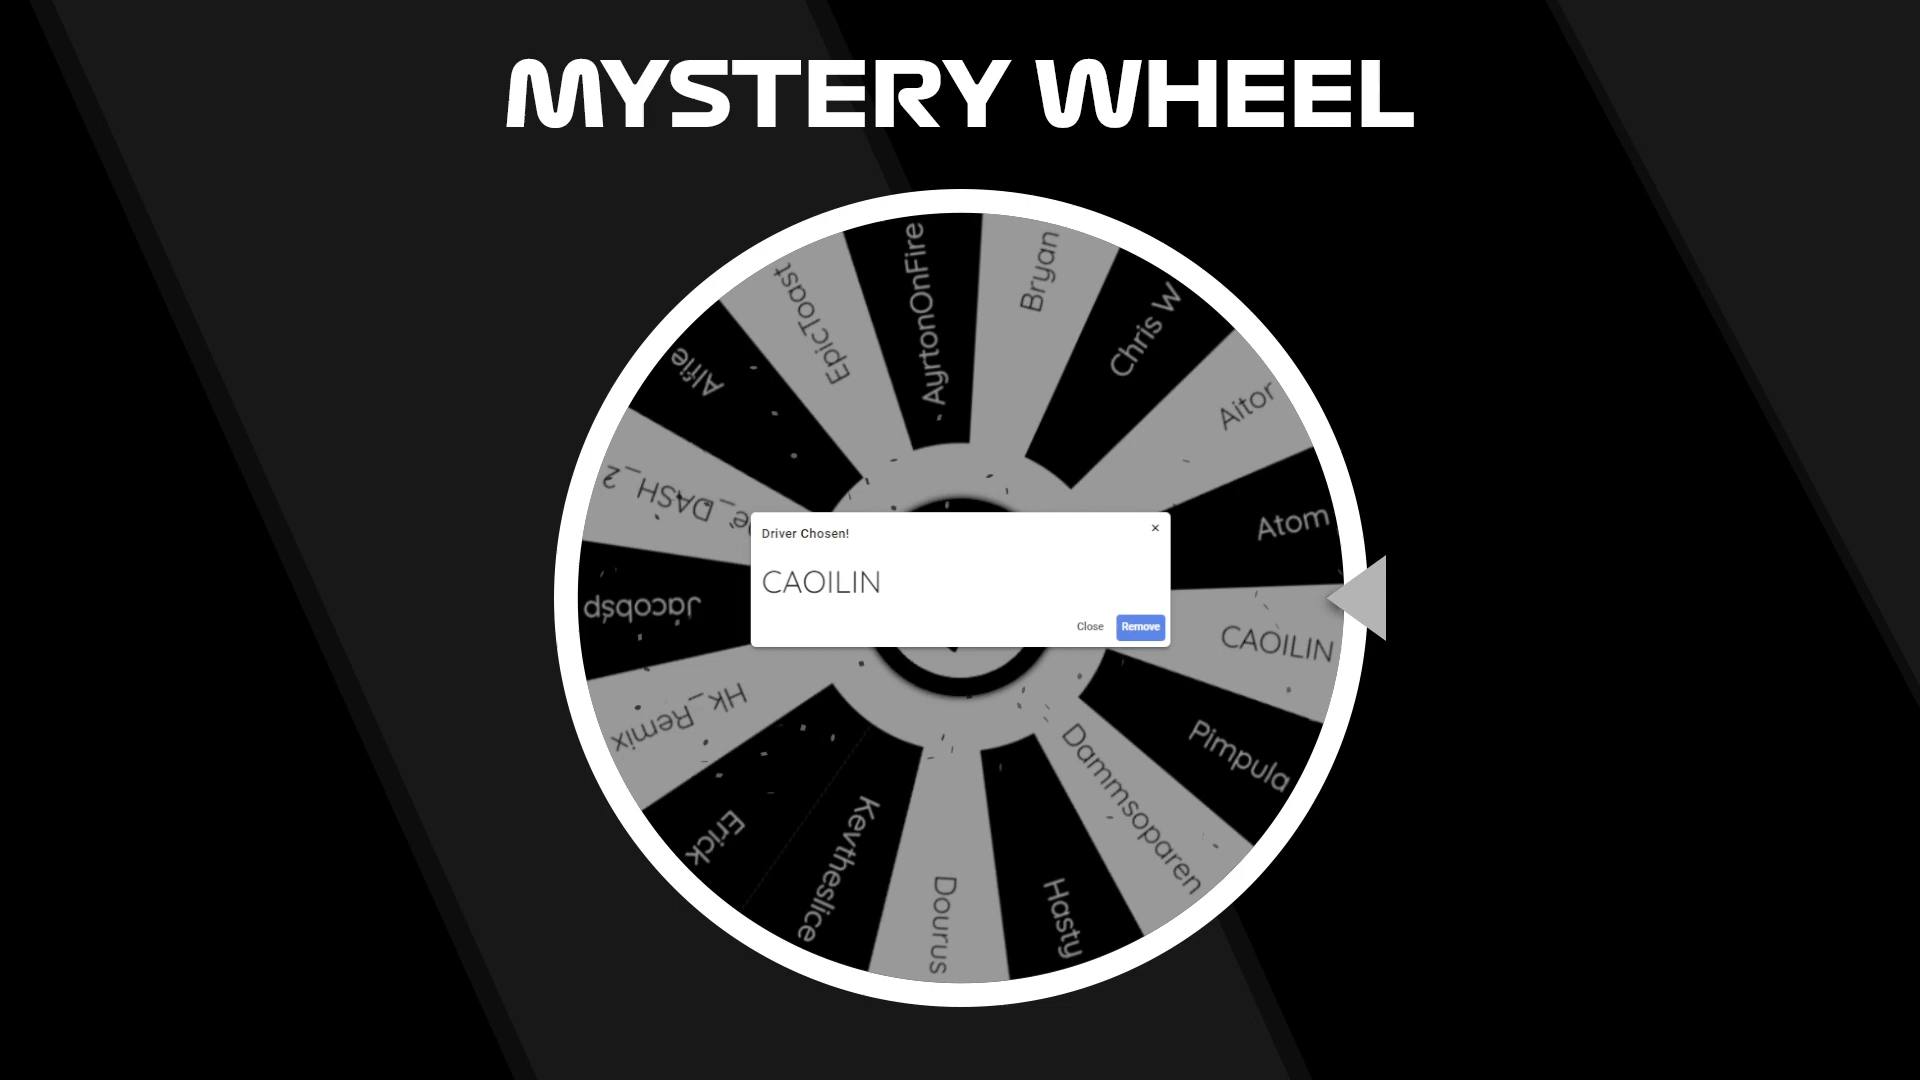 MYSTERY WHEEL
AyrtonOnFire
Bryan
Chris W
Aitor
Atom
CAOILIN
Pimpula
Dammsoparen
Hasty
Dourus
Kevtheslice
Erick
Hk_Remix
Jacobsp
_DASH_2
Alfie
EpicToast
Driver Chosen!
×
CAOILIN
Close
Remove